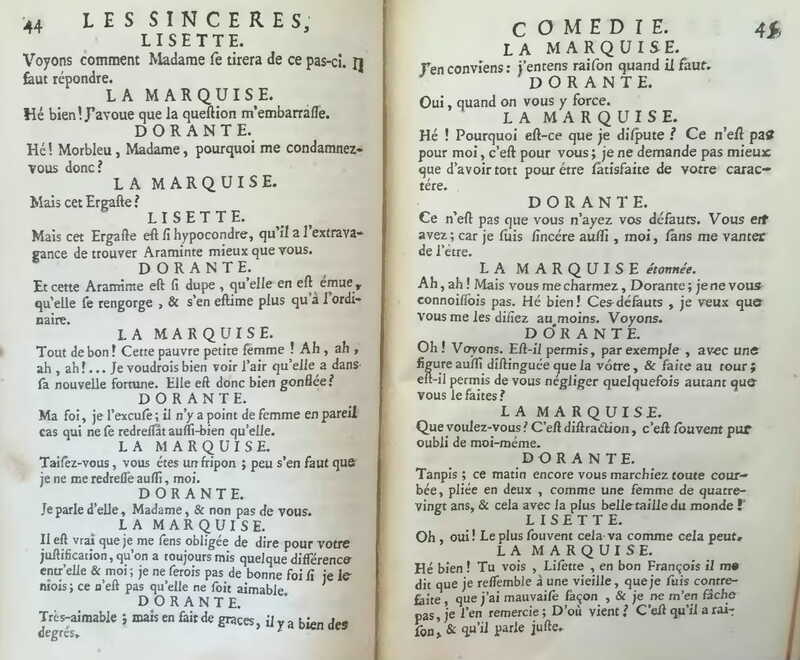 44 LES SINCERES,
LISETTE.
Voyons comment Madame ſe tirera de ce pas-ci. Il
faut répondre.
LA MARQUISE.
Hé bien! J'avoue que la queſtion m'embarraſſe.
DORANTE.
Hé! Morbleu, Madame, pourquoi me condamnez-
vous donc?
LA MARQUISE.
Mais cet Ergaſte?
LISETTE.
Mais cet Ergaſte eſt ſi hypocondre, qu'il a l'extrava-
gance de trouver Araminte mieux que vous.
DORANTE.
Et cette Araminte eſt ſi dupe, qu'elle en eſt émue,
qu'elle ſe rengorge, & s'en eſtime plus qu'à l'ordi-
naire.
LA MARQUISE.
Tout de bon! Cette pauvre petite femme! Ah, ah,
ah, ah!... Je voudrois bien voir l'air qu'elle a dans
ſa nouvelle fortune. Elle eſt donc bien gonflée?
DORANTE.
Ma foi, je l'excuſe; il n'y a point de femme en pareil
cas qui ne ſe redreſſât auſſi-bien qu'elle.
LA MARQUISE.
Taiſez-vous, vous étes un fripon; peu s'en faut que
je ne me redreſſe auſſi, moi.
DORANTE.
Je parle d'elle, Madame, & non pas de vous.
LA MARQUISE.
Il eſt vrai que je me ſens obligée de dire pour votre
juſtification, qu'on a toujours mis quelque différence
entr'elle & moi; je ne ſerois pas de bonne foi ſi je le
niois; ce n'eſt pas qu'elle ne ſoit aimable.
DORANTE.
Très-aimable; mais en fait de graces, il y a bien des
degrés.
COMEDIE. 45
LA MARQUISE.
J'en conviens: j'entens raiſon quand il faut.
DORANTE.
Oui, quand on vous y force.
LA MARQUISE.
Hé! Pourquoi eſt-ce que je diſpute? Ce n'eſt pas
pour moi, c'eſt pour vous; je ne demande pas mieux
que d'avoir tort pour étre ſatisfaite de votre carac-
tére.
DORANTE.
Ce n'eſt pas que vous n'ayez vos défauts. Vous en
avez; car je ſuis ſincére auſſi, moi, ſans me vanter
de l'étre.
LA MARQUISE étonnée.
Ah, ah! Mais vous me charmez, Dorante; je ne vous
connoiſſois pas. Hé bien! Ces défauts, je veux que
vous me les diſiez au moins. Voyons.
DORANTE.
Oh! Voyons. Eſt-il permis, par exemple, avec une
figure auſſi diſtinguée que la vôtre, & faite au tour;
eſt-il permis de vous négliger quelquefois autant que
vous le faites?
LA MARQUISE.
Que voulez-vous? C'eſt diſtraction, c'eſt ſouvent pur
oubli de moi-méme.
DORANTE.
Tanpis; ce matin encore vous marchiez toute cour-
bée, pliée en deux, comme une femme de quatre-
vingt ans, & cela avec la plus belle taille du monde!
LISETTE.
Oh, oui! Le plus ſouvent cela va comme cela peut.
LA MARQUISE.
Hé bien! Tu vois, Liſette, en bon François il me
dit que je reſſemble à une vieille, que je ſuis contre-
faite, que j'ai mauvaiſe façon, & je ne m'en fâche
pas, je l'en remercie; D'où vient? C'eſt qu'il a rai-
ſon, & qu'il parle juſte.